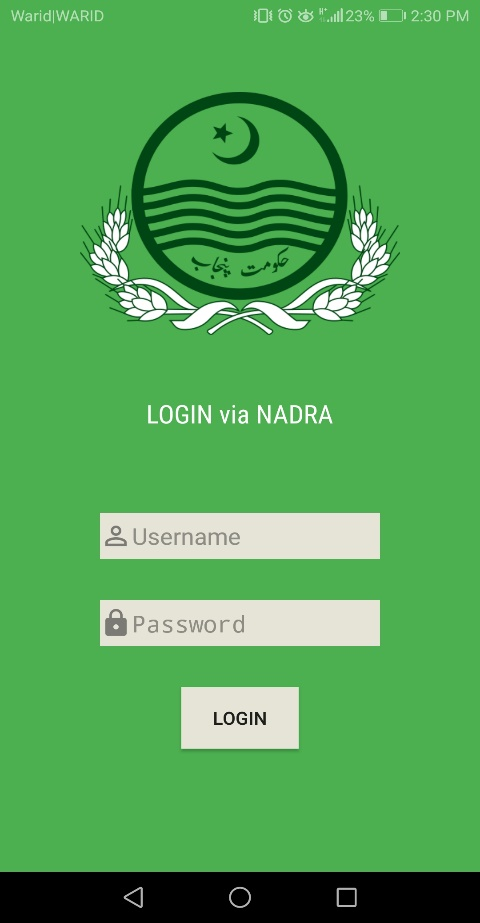 Warid|WARID H+ 23% 2:30 PM
حکومت پنجاب
LOGIN via NADRA
Username
Password
LOGIN